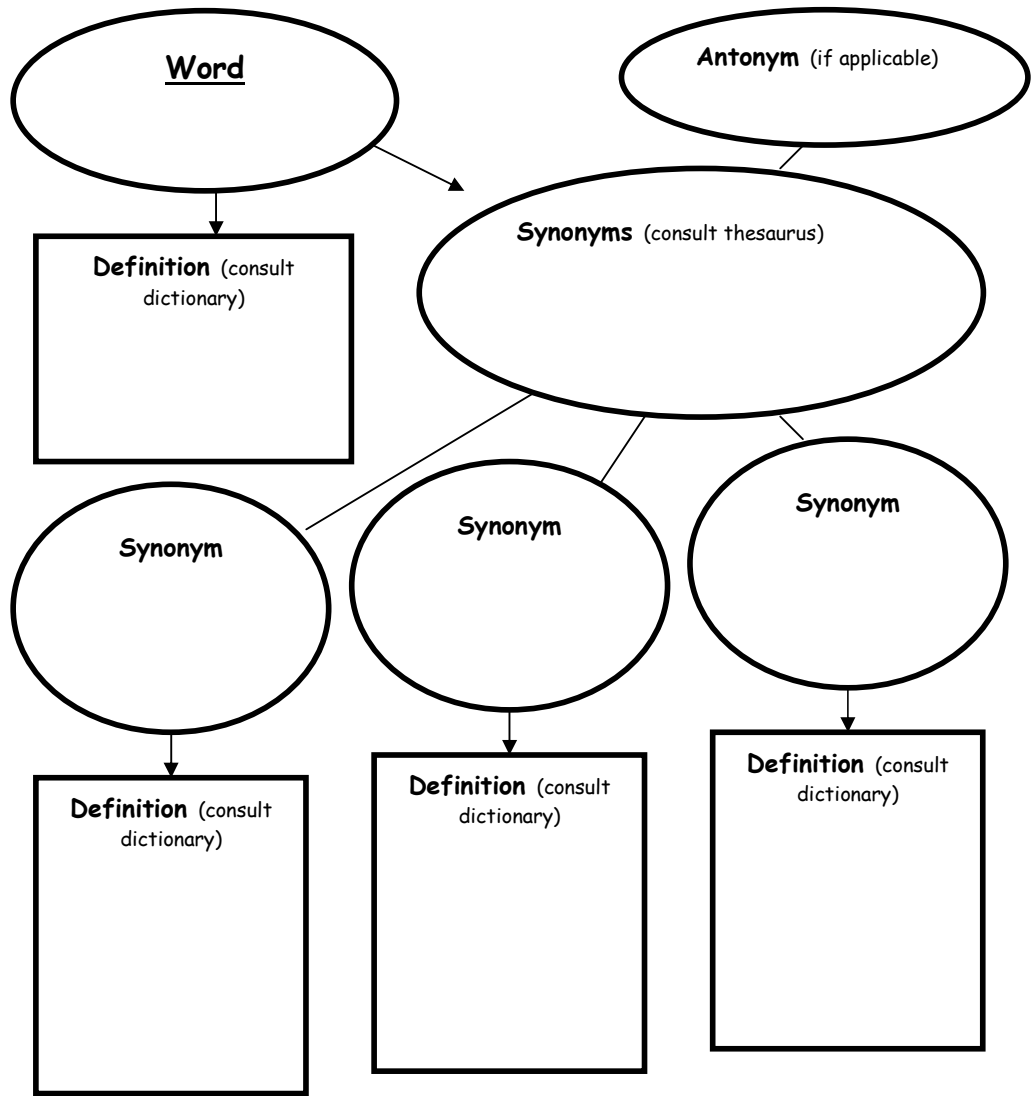 Word
Antonym (if applicable)
Synonyms (consult thesaurus)
Definition (consult
dictionary)
Synonym
Synonym
Synonym
Definition (consult
dictionary)
Definition (consult
dictionary)
Definition (consult
dictionary)